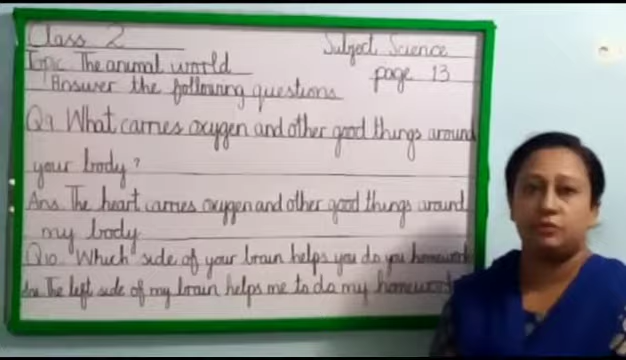 Class 2 Subject Science
Topic The animal world page 13
Answer the following questions
Q9. What carries oxygen and other good things around
your body?
Ans. The heart carries oxygen and other good things around
my body
Q10. Which side of your brain helps you do you homework
Ans. The left side of my brain helps me to do my homework